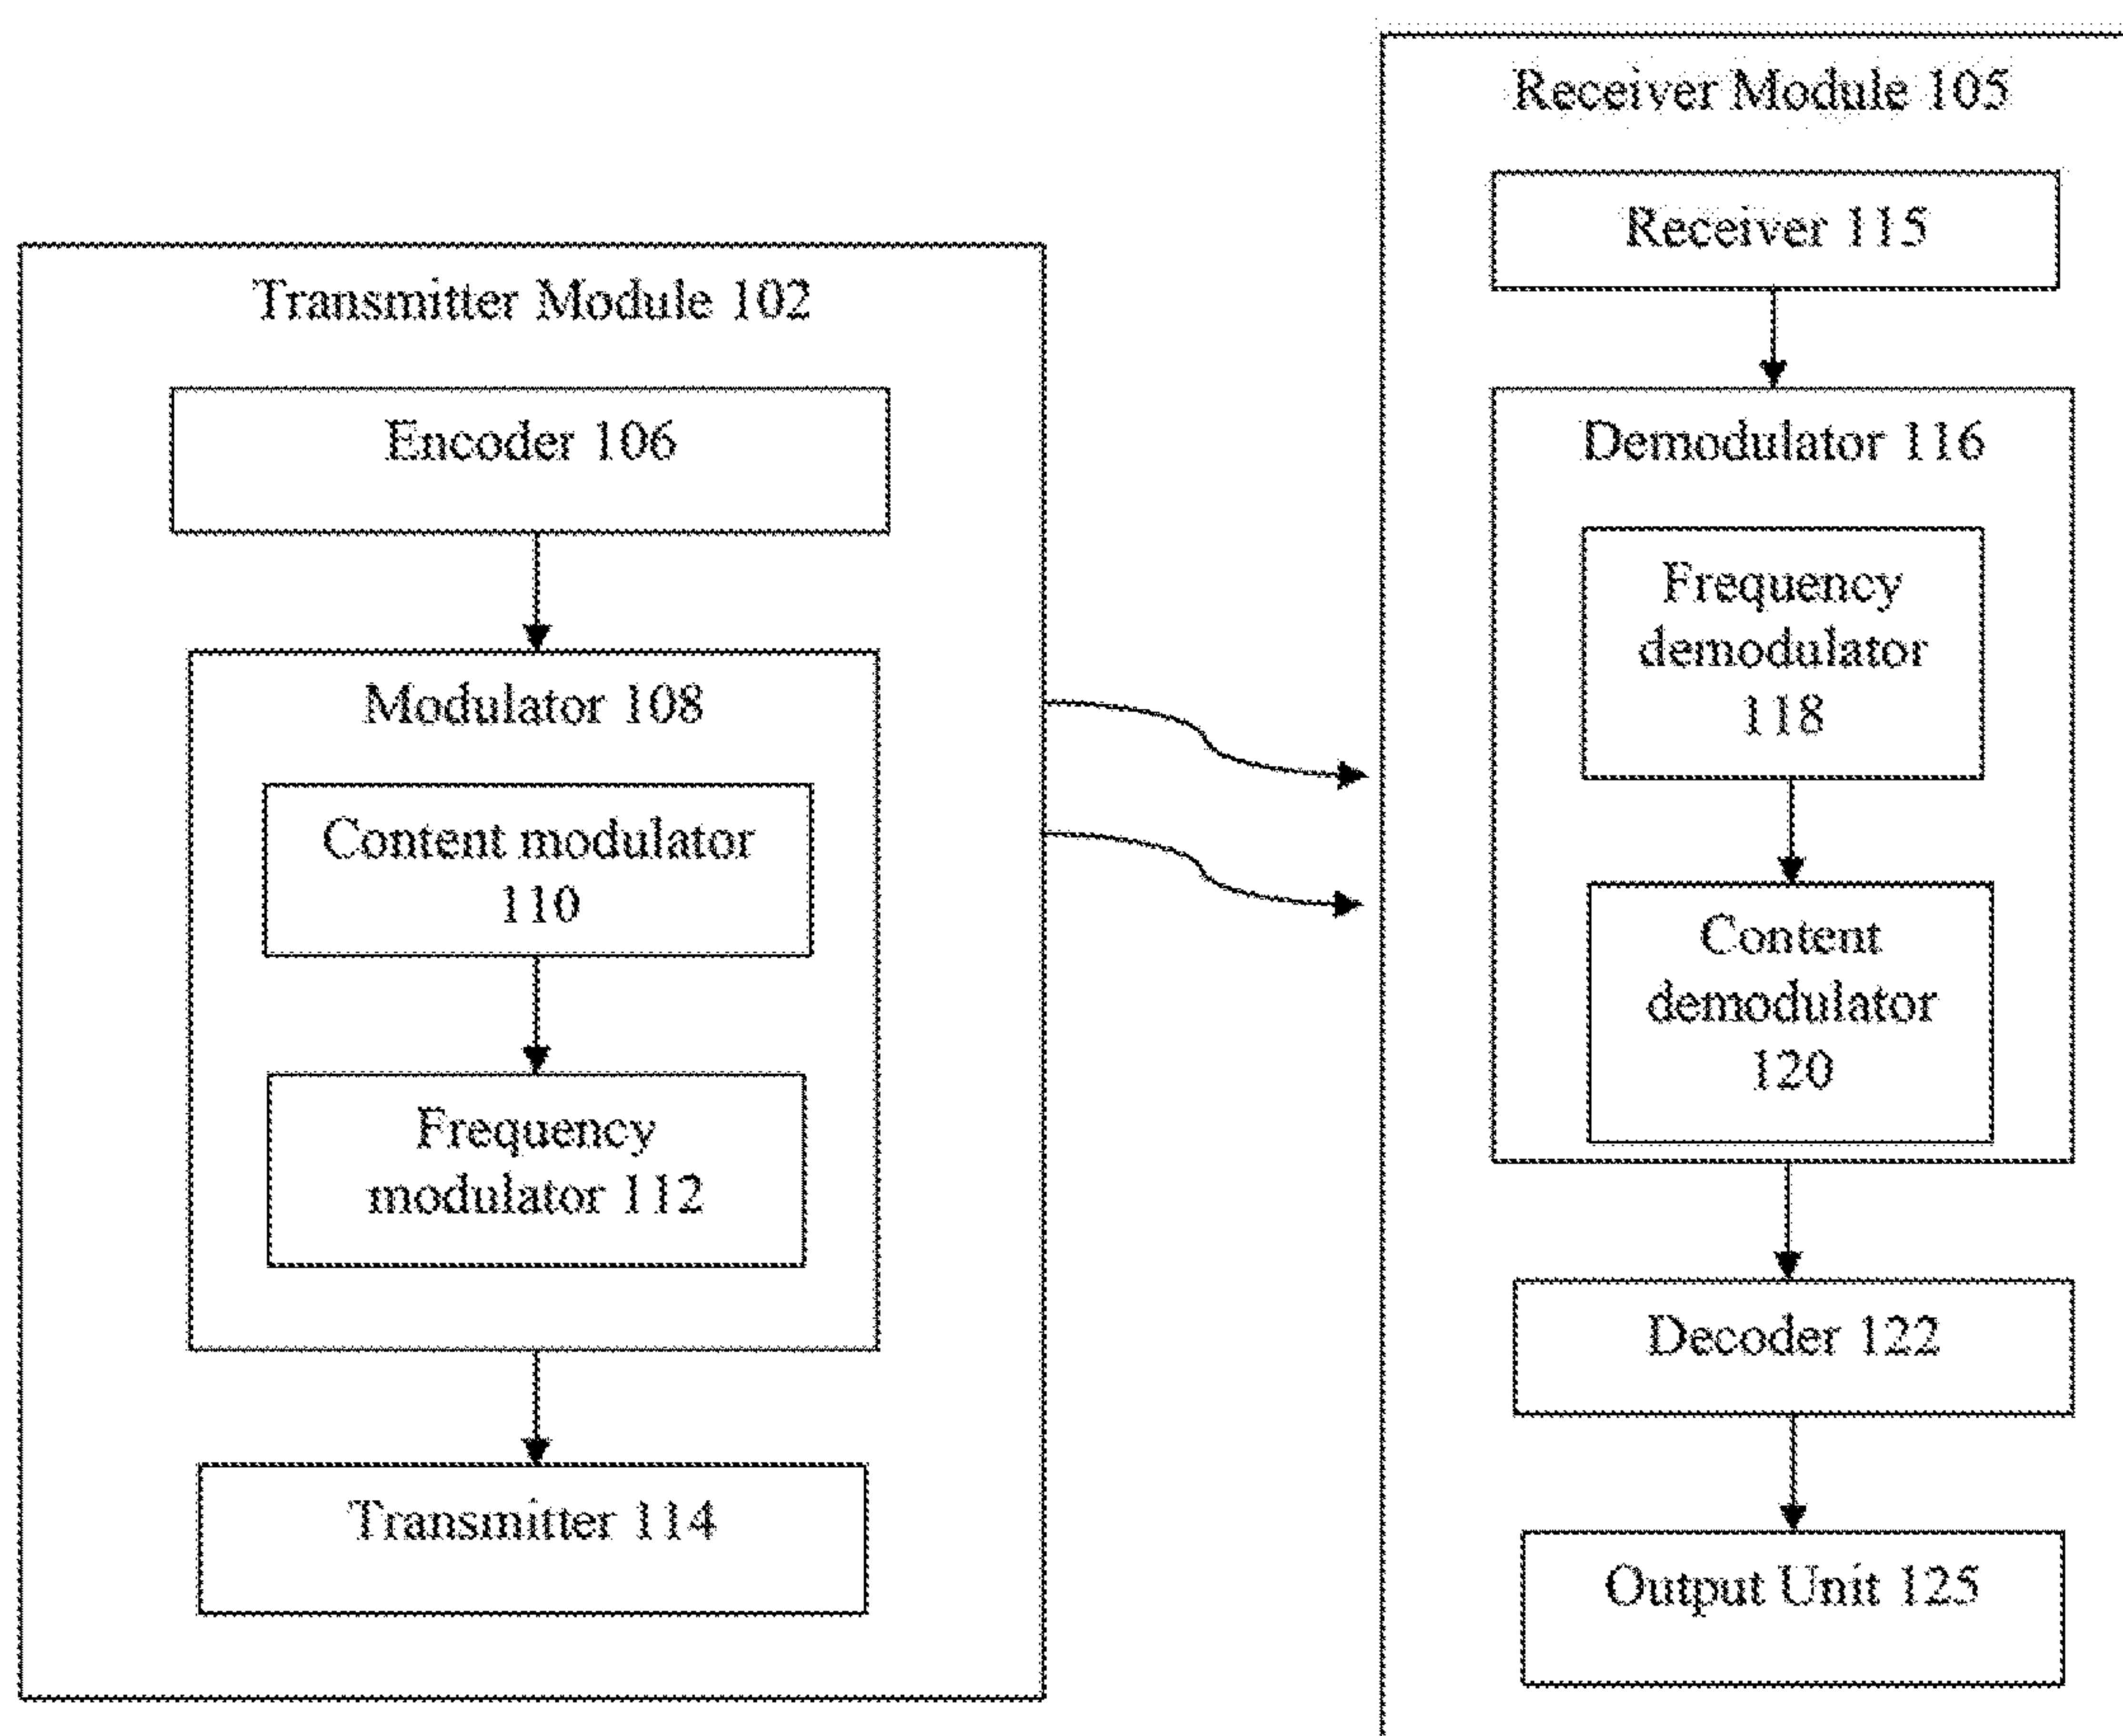 Transmitter Module 102
Encoder 106
Modulator 108
Content modulator
110
Frequency
modulator 112
Transmitter 114
Receiver Module 105
Receiver 115
Demodulator 116
Frequency
demodulator
118
Content
demodulator
120
Decoder 122
Output Unit 125